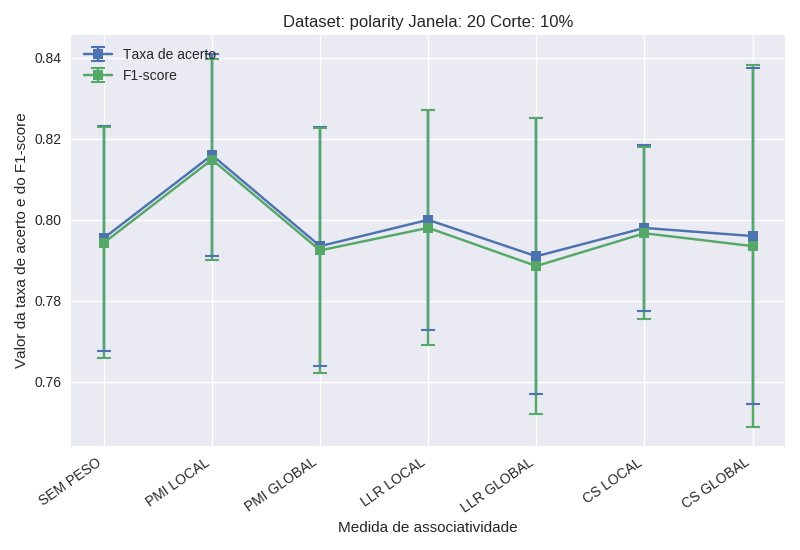 Dataset: polarity Janela: 20 Corte: 10%
Taxa de acerto
F1-score
Valor da taxa de acerto e do F1-score
0.84
0.82
0.80
0.78
0.76
SEM PESO
PMI LOCAL
PMI GLOBAL
LLR LOCAL
LLR GLOBAL
CS LOCAL
CS GLOBAL
Medida de associatividade